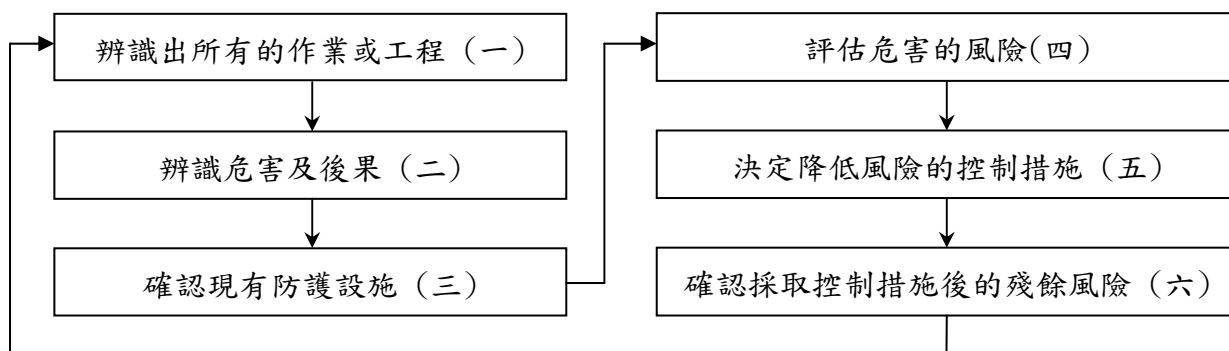 辨識出所有的作業或工程（一）
辨識危害及後果（二）
確認現有防護設施（三）
評估危害的風險(四)
決定降低風險的控制措施（五）
確認採取控制措施後的殘餘風險（六）